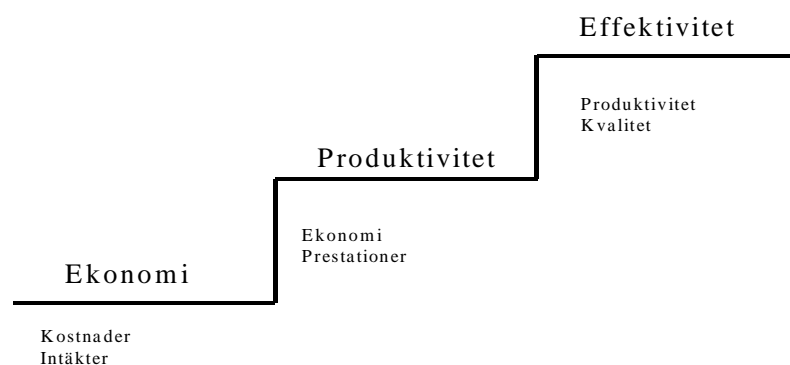 Effektivitet
Produktivitet
Kvalitet
Produktivitet
Ekonomi
Prestationer
Ekonomi
Kostnader
Intäkter